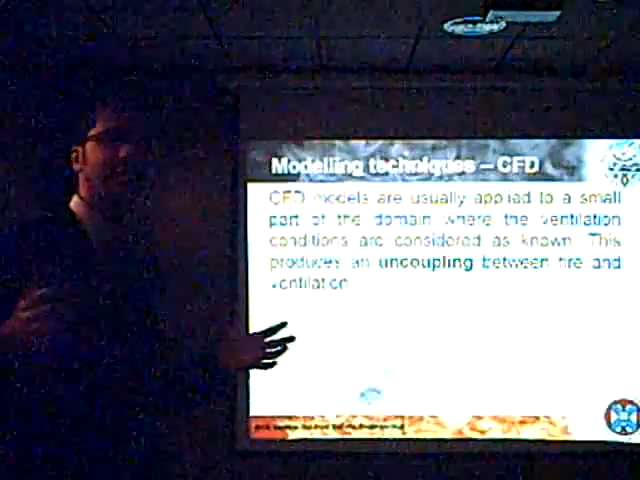 Modelling techniques – CFD
CFD models are usually applied to a small
part of the domain where the ventilation
conditions are considered as known. This
produces an uncoupling between fire and
ventilation